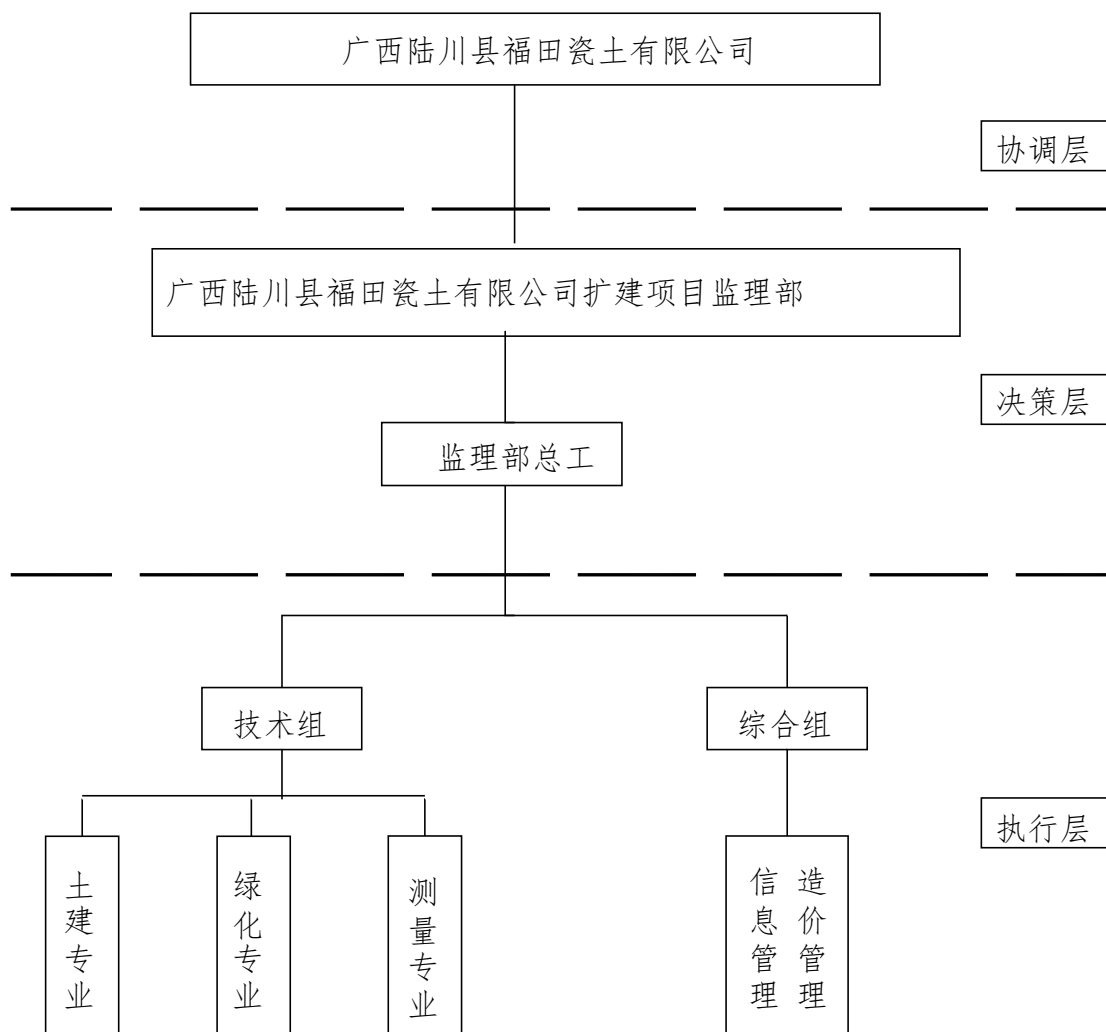 广西陆川县福田瓷土有限公司
协调层
广西陆川县福田瓷土有限公司扩建项目监理部
决策层
监理部总工
技术组
综合组
执行层
土建专业
绿化专业
测量专业
信息管理
造价管理